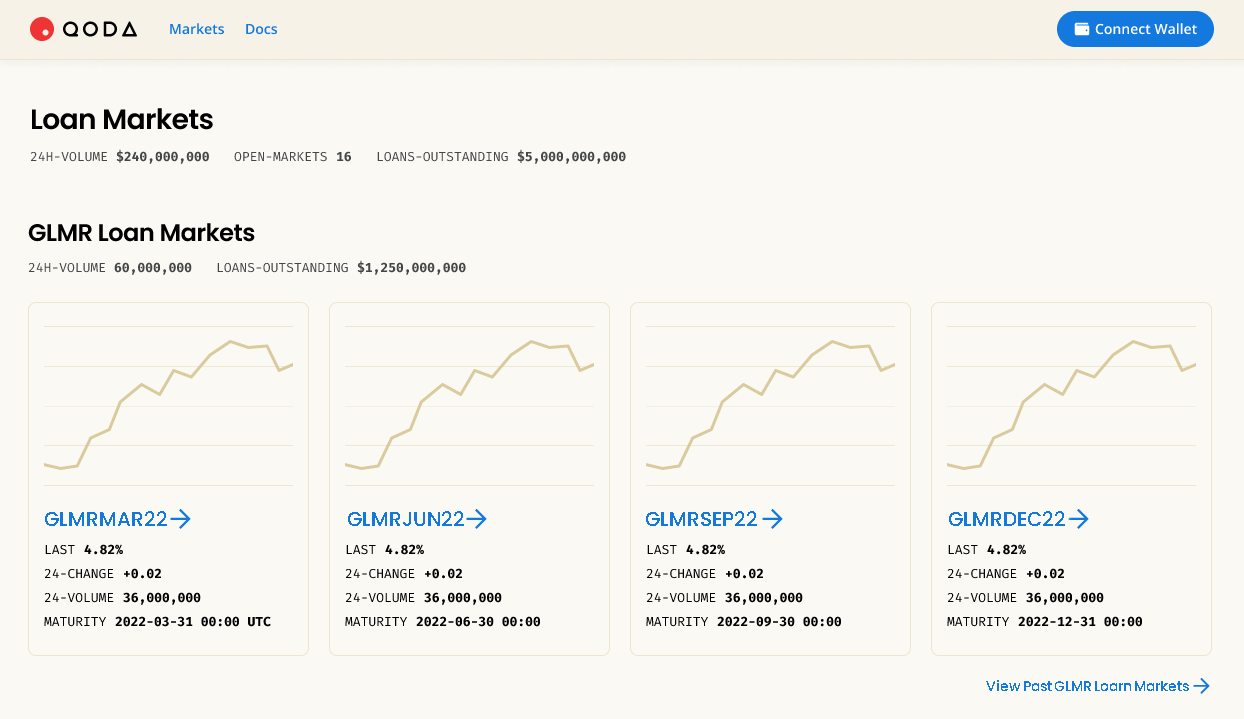 QODA Markets Docs Connect Wallet
Loan Markets
24H-VOLUME $240,000,000 OPEN-MARKETS 16 LOANS-OUTSTANDING $5,000,000,000
GLMR Loan Markets
24H-VOLUME 60,000,000 LOANS-OUTSTANDING $1,250,000,000
GLMRMAR22
LAST 4.82%
24-CHANGE +0.02
24-VOLUME 36,000,000
MATURITY 2022-03-31 00:00 UTC
GLMRJUN22
LAST 4.82%
24-CHANGE +0.02
24-VOLUME 36,000,000
MATURITY 2022-06-30 00:00
GLMRSEP22
LAST 4.82%
24-CHANGE +0.02
24-VOLUME 36,000,000
MATURITY 2022-09-30 00:00
GLMRDEC22
LAST 4.82%
24-CHANGE +0.02
24-VOLUME 36,000,000
MATURITY 2022-12-31 00:00
View Past GLMR Loarn Markets